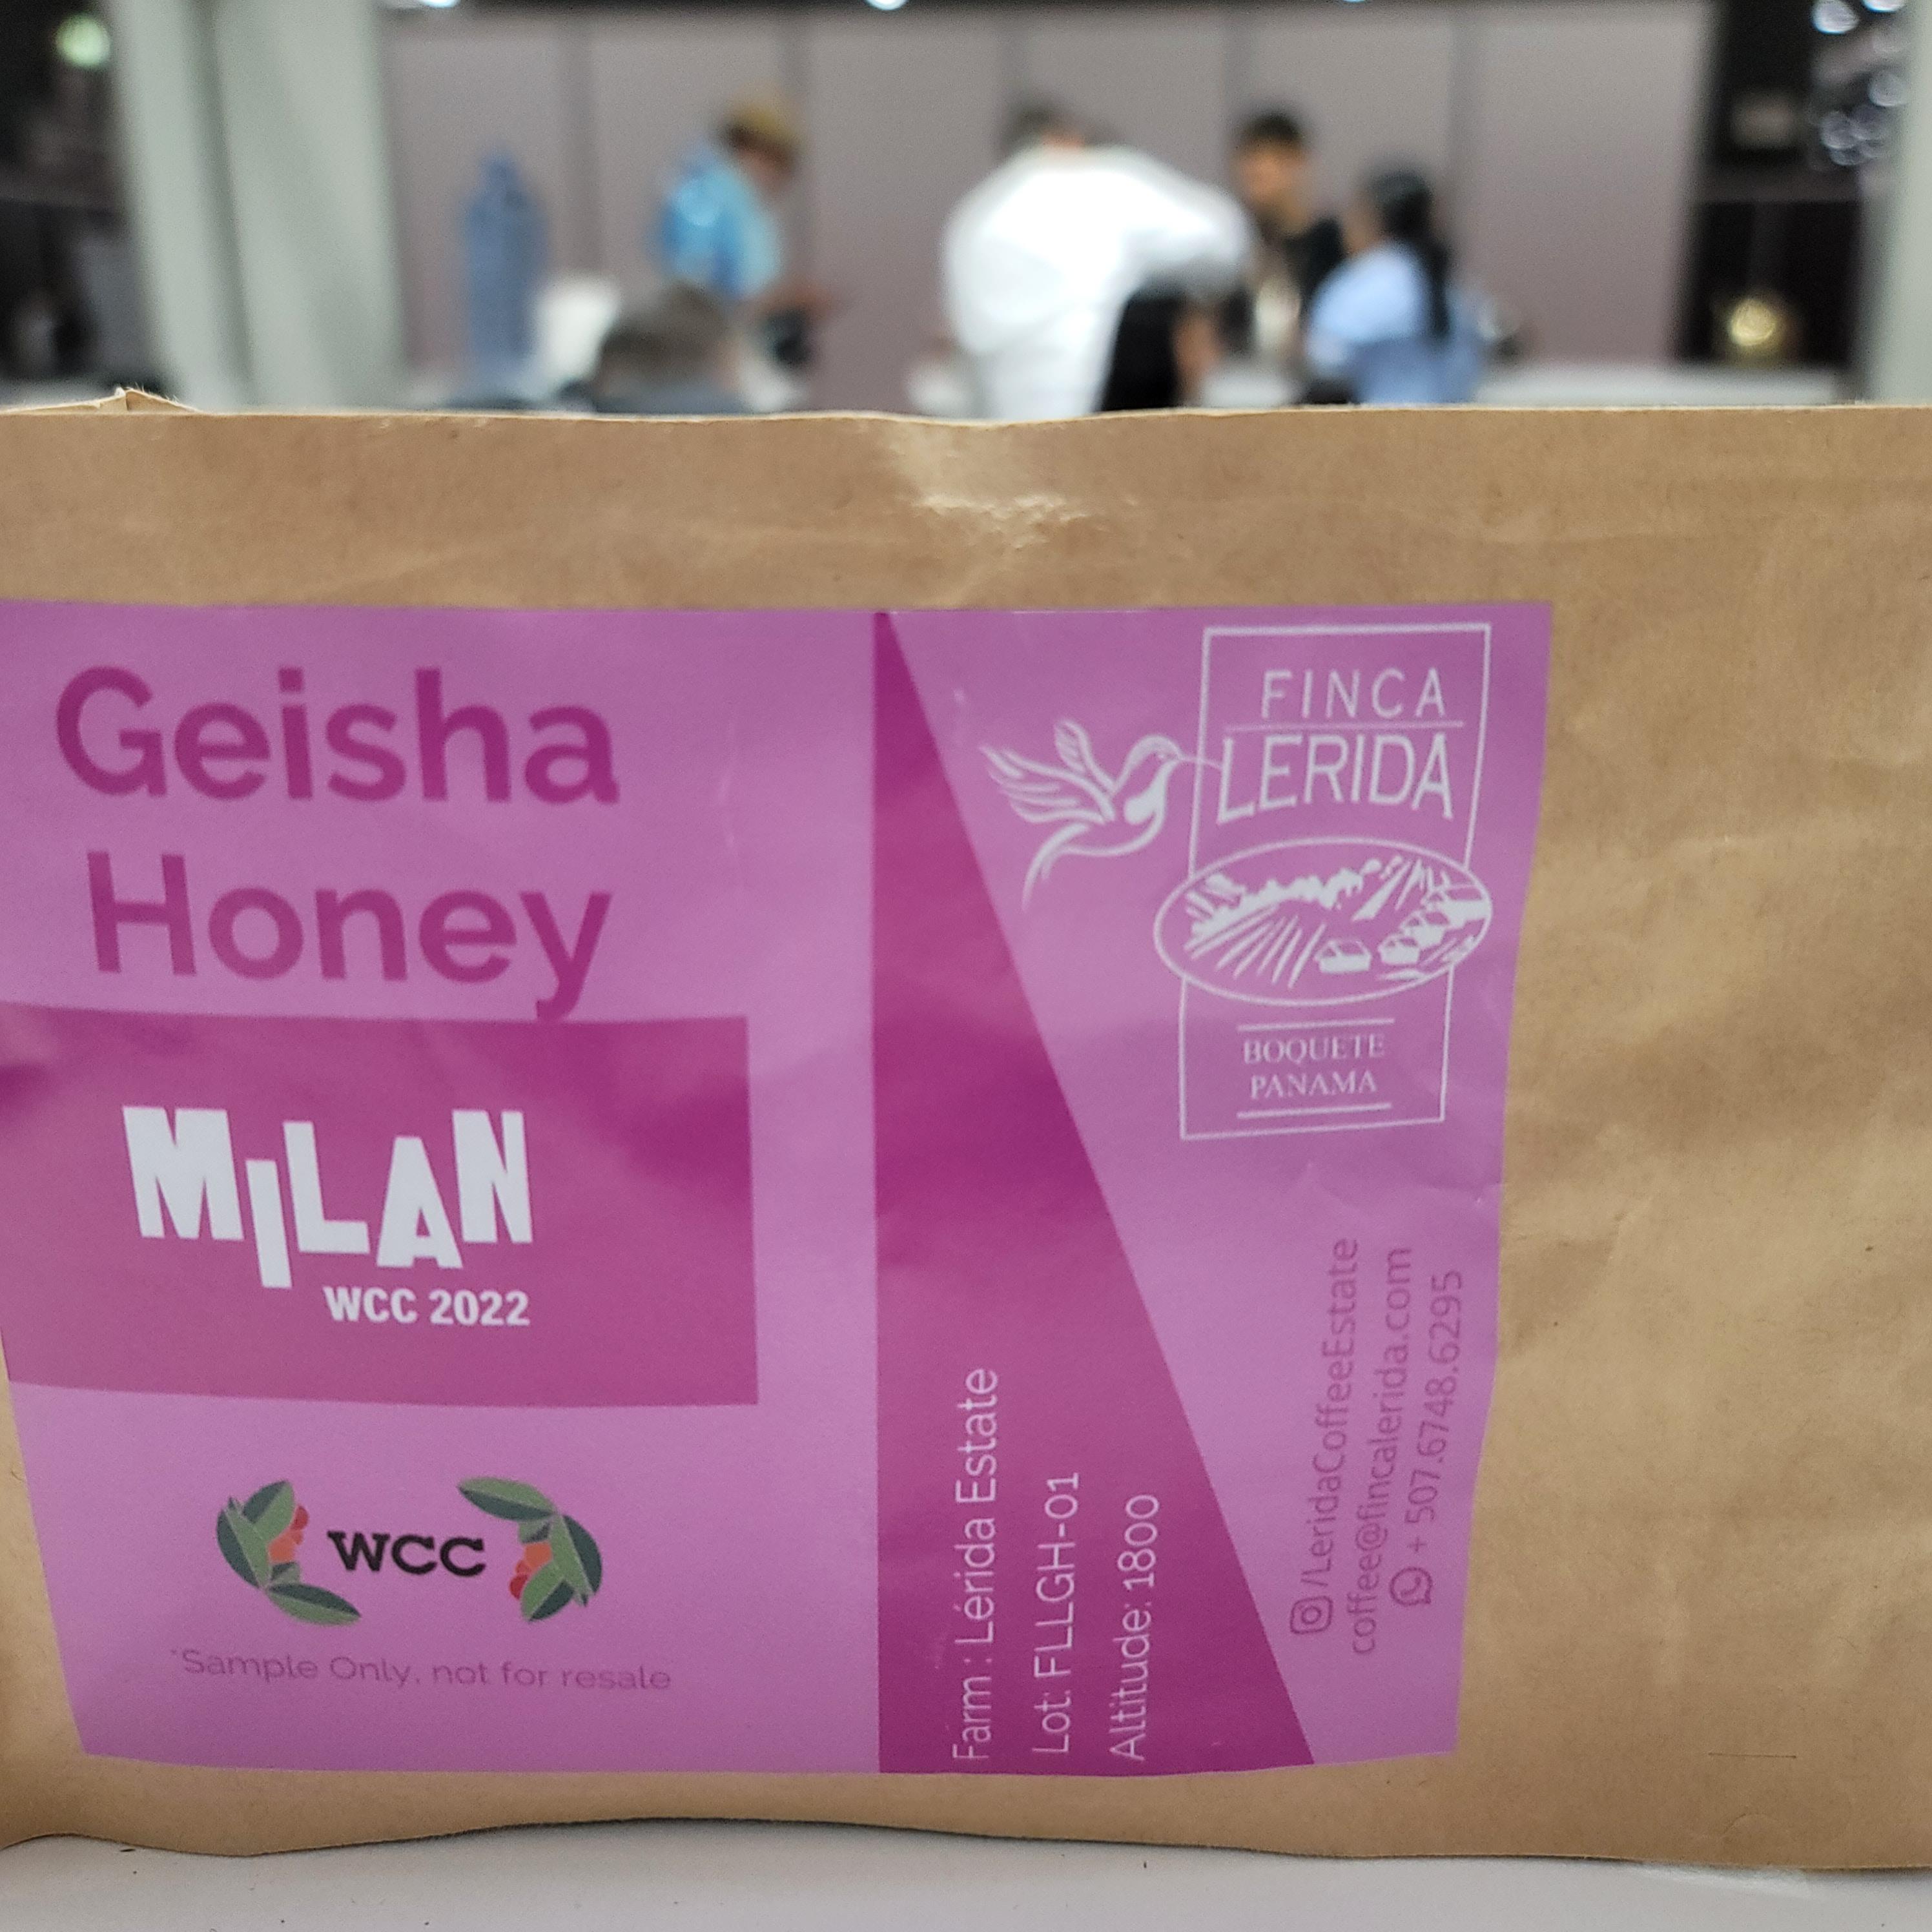 Geisha
Honey
MILAN
WCC 2022
WCC
*Sample Only, not for resale
Farm : Lérida Estate
Lot: FLLGH-01
Altitude: 1800
FINCA
LERIDA
BOQUETE
PANAMA
/LeridaCoffeeEstate
coffee@fincalerida.com
+ 507.6748.6295